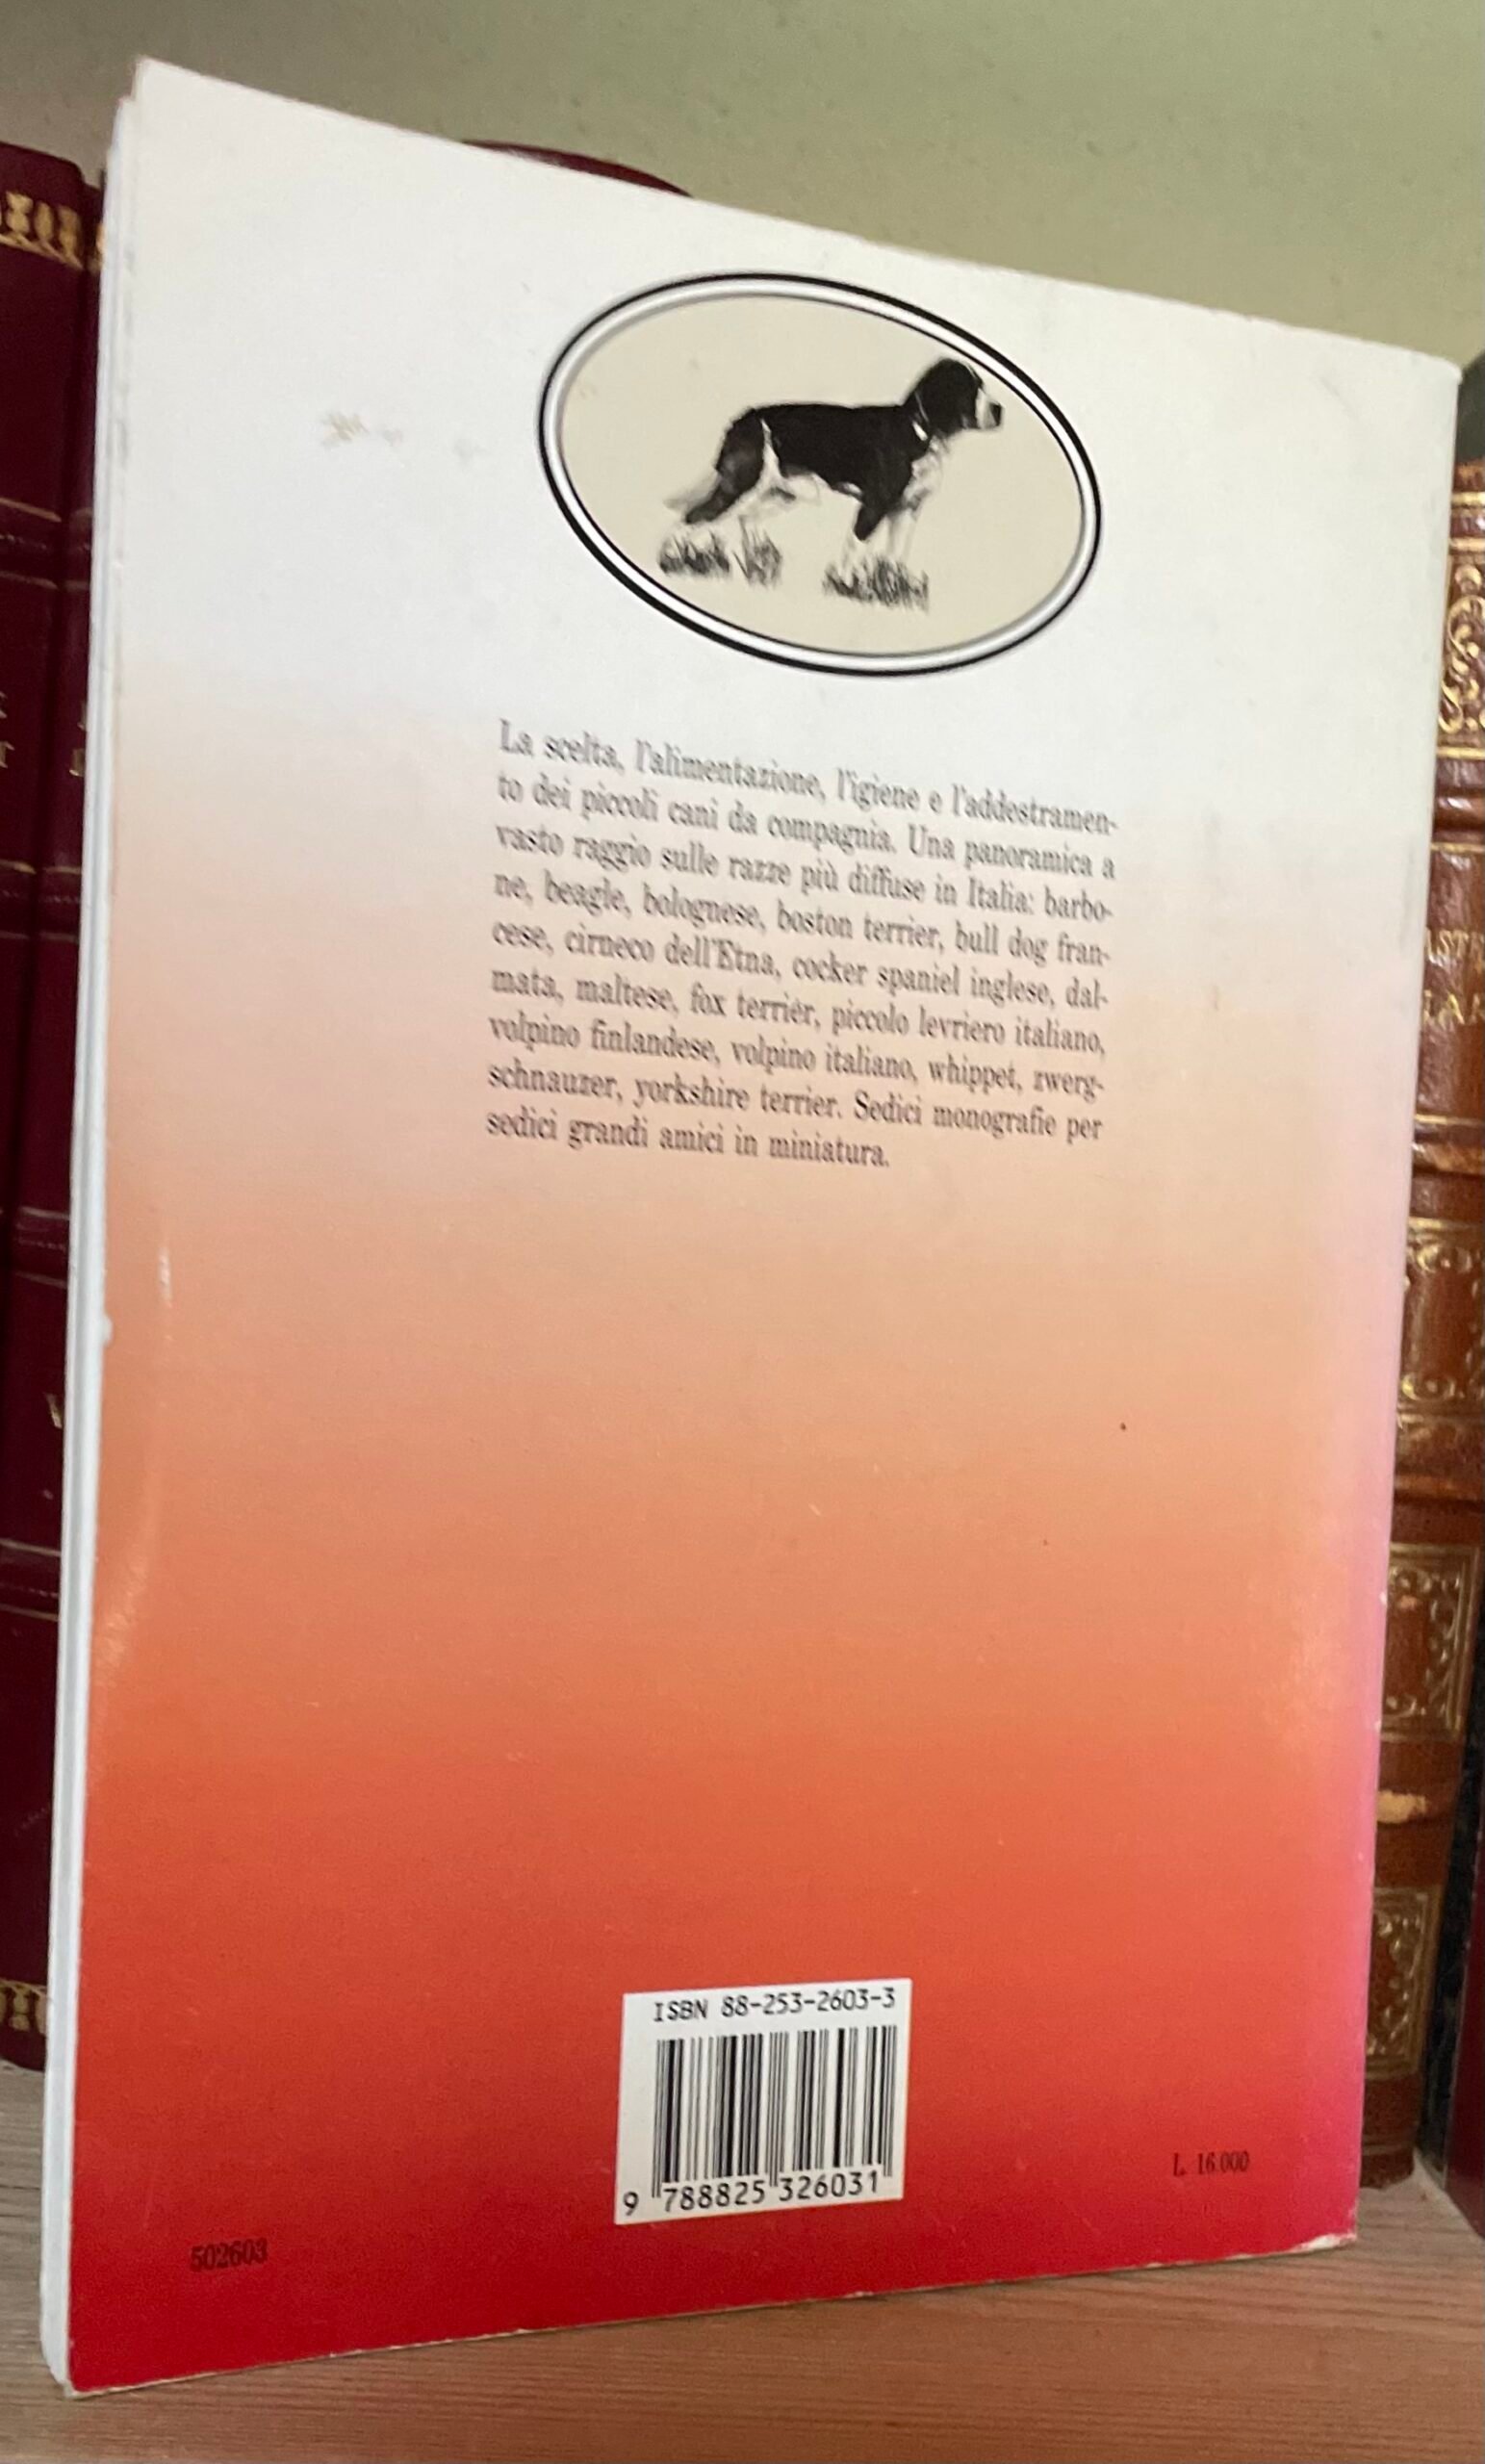 La scelta, l'alimentazione, l'igiene e l'addestramen-
to dei piccoli cani da compagnia. Una panoramica a
vasto raggio sulle razze più diffuse in Italia: barbo-
ne, beagle, bolognese, boston terrier, bull dog fran-
cese, cirneco dell'Etna, cocker spaniel inglese, dal-
mata, maltese, fox terrier, piccolo levriero italiano,
volpino finlandese, volpino italiano, whippet, zwerg-
schnauzer, yorkshire terrier. Sedici monografie per
sedici grandi amici in miniatura.
ISBN 88-253-2603-3
9 788825 326031
L. 16.000
502603